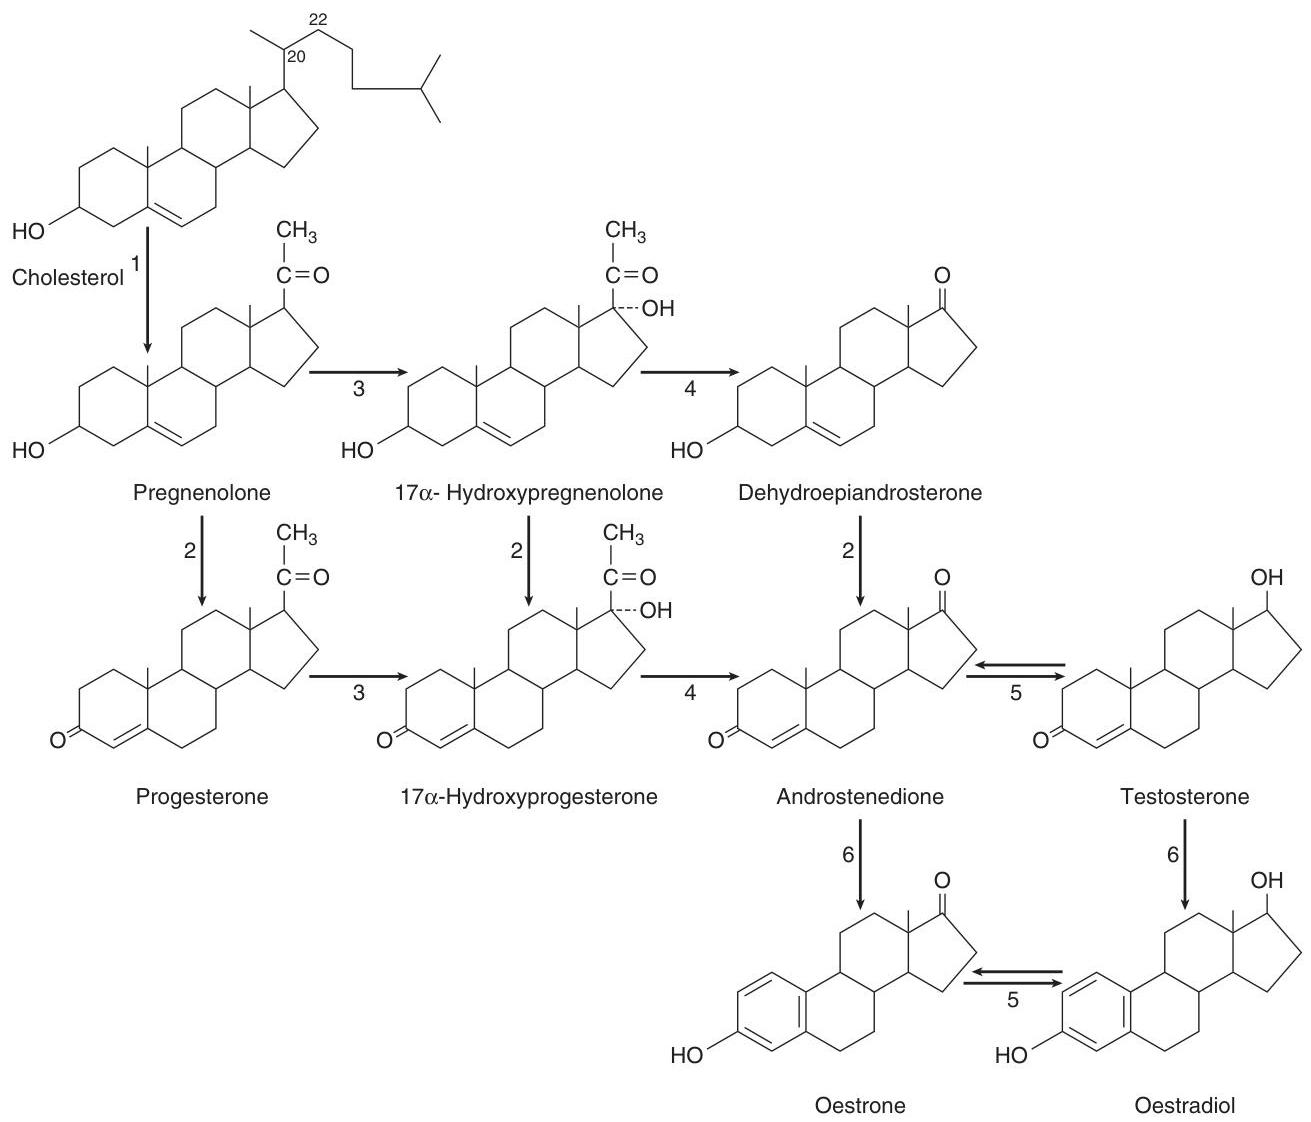 22
20
HO
Cholesterol
1
CH3
C=O
HO
Pregnenolone
3
CH3
C=O
OH
HO
17α- Hydroxypregnenolone
4
O
HO
Dehydroepiandrosterone
2
2
2
CH3
C=O
O
Progesterone
3
CH3
C=O
OH
O
17α-Hydroxyprogesterone
4
O
O
Androstenedione
5
OH
O
Testosterone
6
6
O
HO
Oestrone
5
OH
HO
Oestradiol